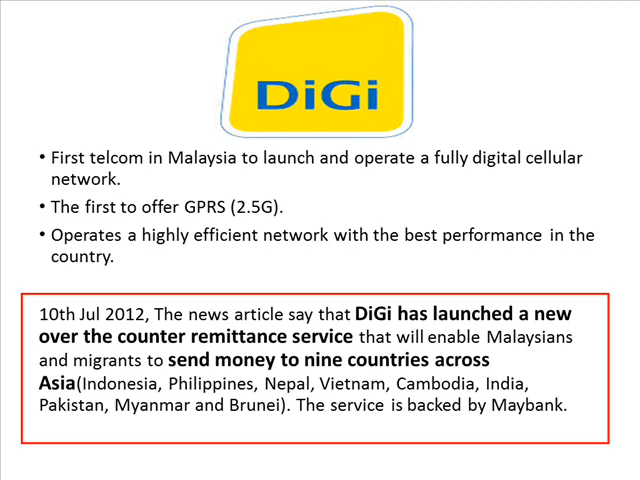 DiGi
• First telcom in Malaysia to launch and operate a fully digital cellular
network.
• The first to offer GPRS (2.5G).
• Operates a highly efficient network with the best performance in the
country.
10th Jul 2012, The news article say that DiGi has launched a new
over the counter remittance service that will enable Malaysians
and migrants to send money to nine countries across
Asia(Indonesia, Philippines, Nepal, Vietnam, Cambodia, India,
Pakistan, Myanmar and Brunei). The service is backed by Maybank.